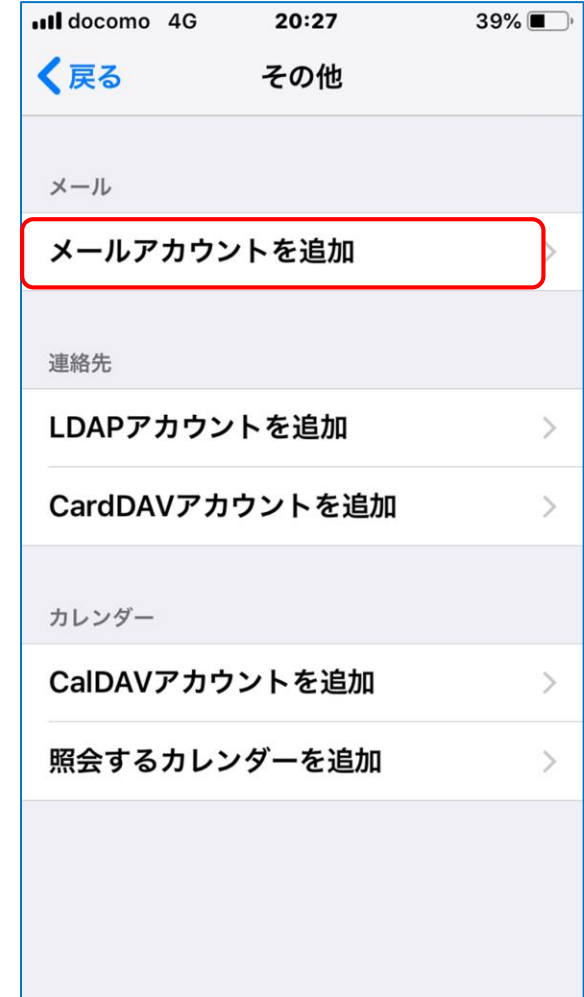 docomo 4G 20:27 39%
戻る その他
メール
メールアカウントを追加
連絡先
LDAPアカウントを追加
CardDAVアカウントを追加
カレンダー
CalDAVアカウントを追加
照会するカレンダーを追加